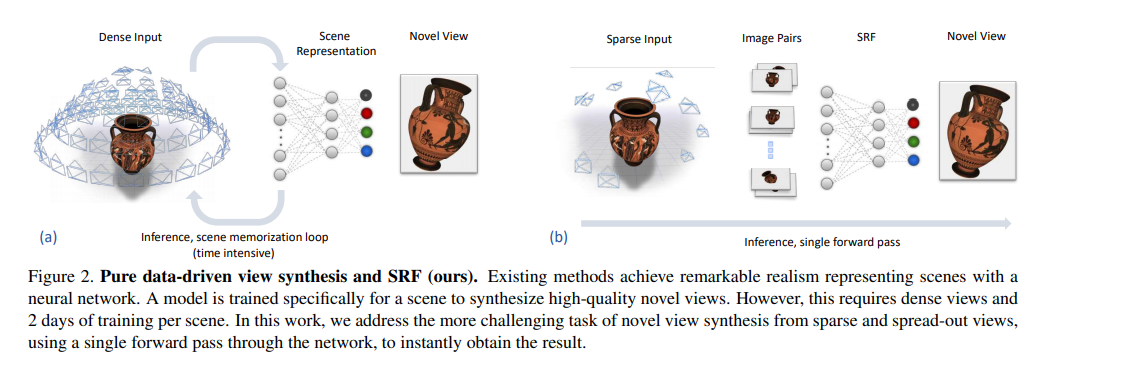 Dense Input
Scene
Representation
Novel View
Sparse Input
Image Pairs
SRF
Novel View
(a)
Inference, scene memorization loop
(time intensive)
(b)
Inference, single forward pass
Figure 2. Pure data-driven view synthesis and SRF (ours). Existing methods achieve remarkable realism representing scenes with a
neural network. A model is trained specifically for a scene to synthesize high-quality novel views. However, this requires dense views and
2 days of training per scene. In this work, we address the more challenging task of novel view synthesis from sparse and spread-out views,
using a single forward pass through the network, to instantly obtain the result.